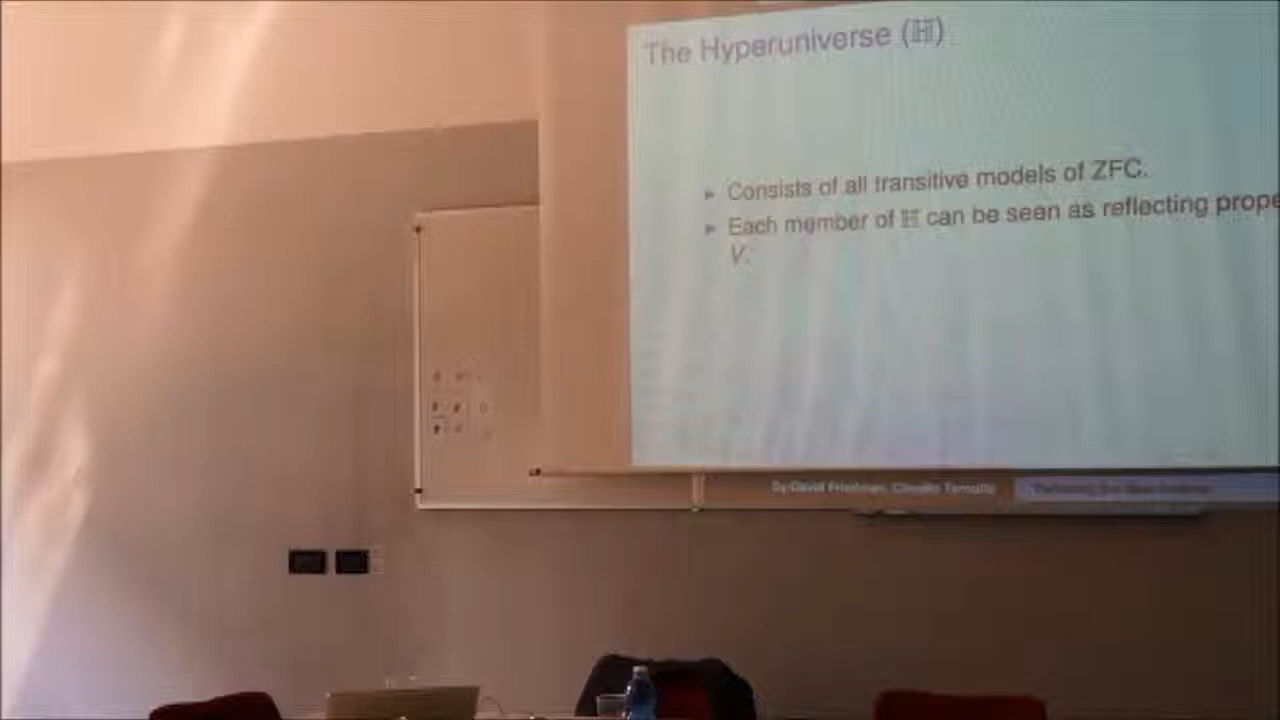 The Hyperuniverse (ℍ)
► Consists of all transitive models of ZFC.
► Each member of ℍ can be seen as reflecting prope
V.
Sy-David Friedman, Claudio Ternullo